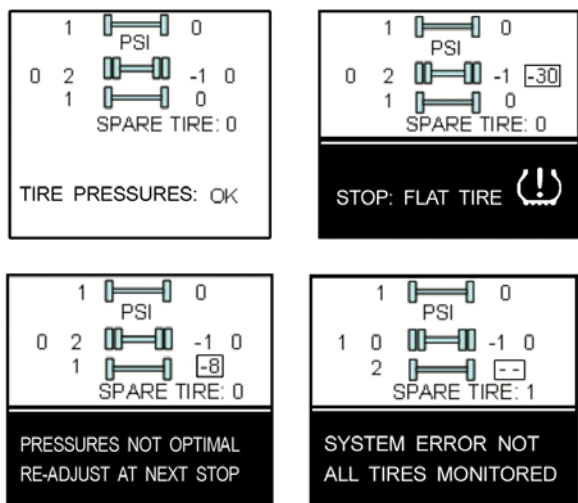 1 0
PSI
0 2 -1 0
1 0
SPARE TIRE: 0
TIRE PRESSURES: OK
1 0
PSI
0 2 -1 -30
1 0
SPARE TIRE: 0
STOP: FLAT TIRE (!)
1 0
PSI
0 2 -1 0
1 -8
SPARE TIRE: 0
PRESSURES NOT OPTIMAL
RE-ADJUST AT NEXT STOP
1 0
PSI
1 0 -1 0
2 --
SPARE TIRE: 1
SYSTEM ERROR NOT
ALL TIRES MONITORED